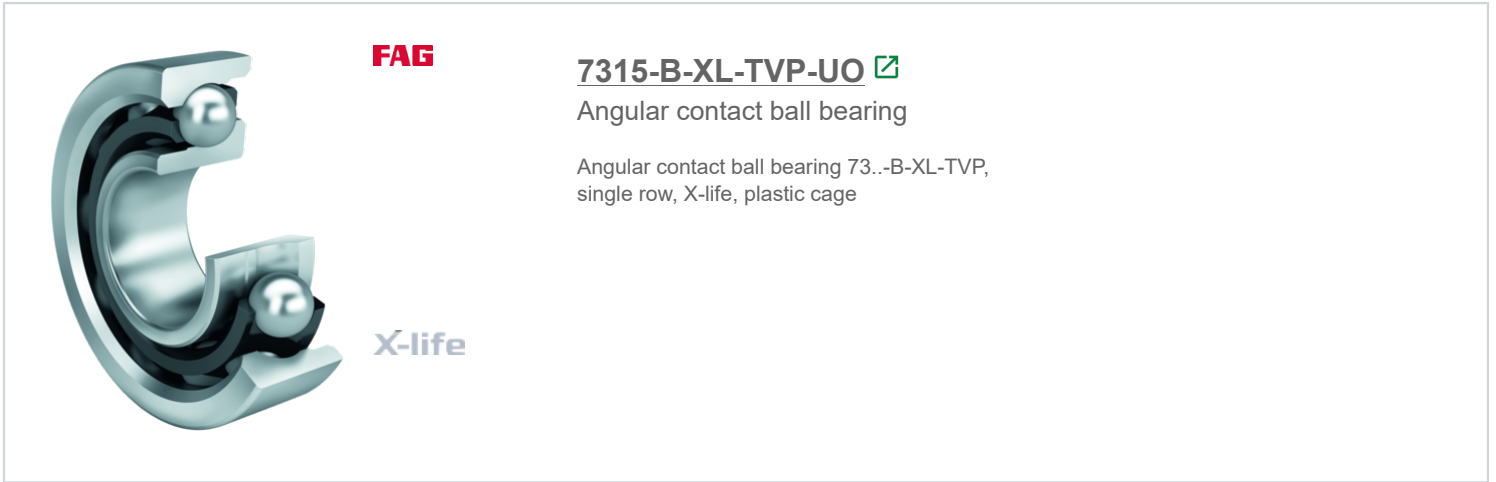 FAG
7315-B-XL-TVP-UO
Angular contact ball bearing
Angular contact ball bearing 73..-B-XL-TVP,
single row, X-life, plastic cage
X-life